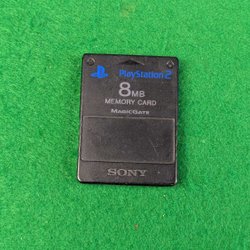 PlayStation 2
8MB
MEMORY CARD
MAGICGATE
SONY